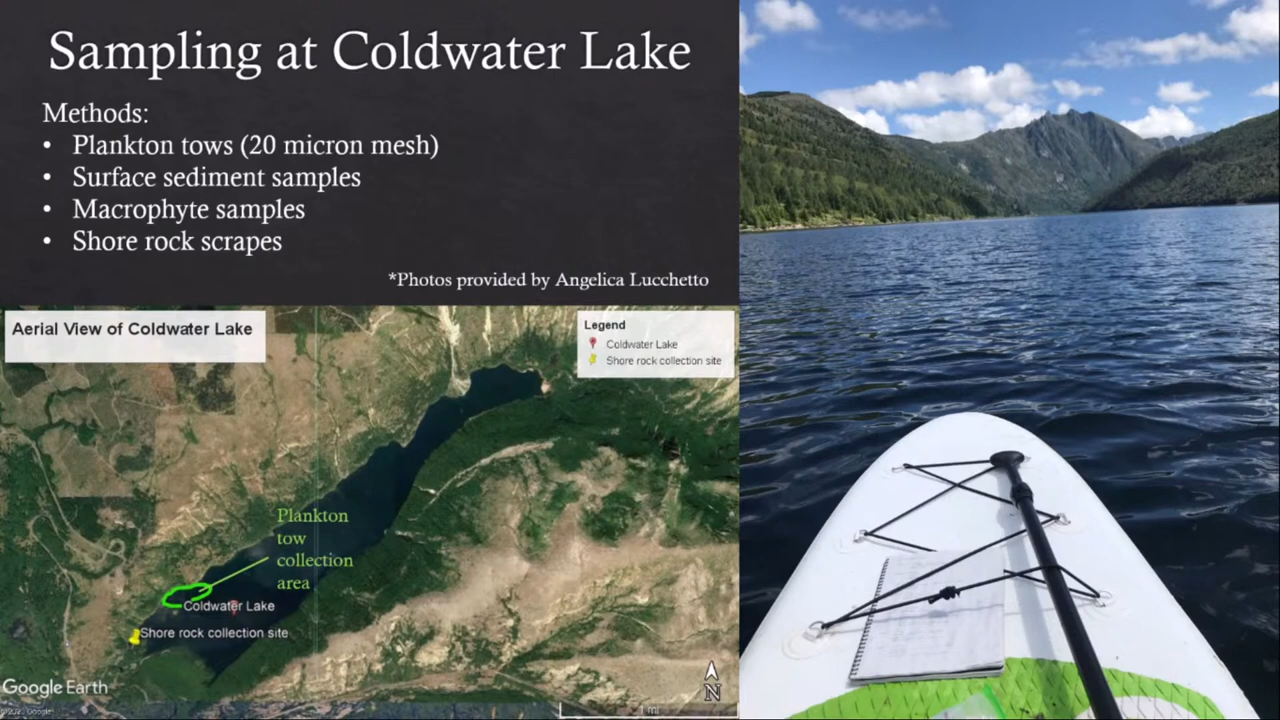 Sampling at Coldwater Lake
Methods:
• Plankton tows (20 micron mesh)
• Surface sediment samples
• Macrophyte samples
• Shore rock scrapes
*Photos provided by Angelica Lucchetto
Aerial View of Coldwater Lake
Legend
Coldwater Lake
Shore rock collection site
Plankton
tow
collection
area
Coldwater Lake
Shore rock collection site
Google Earth
N
1 mi